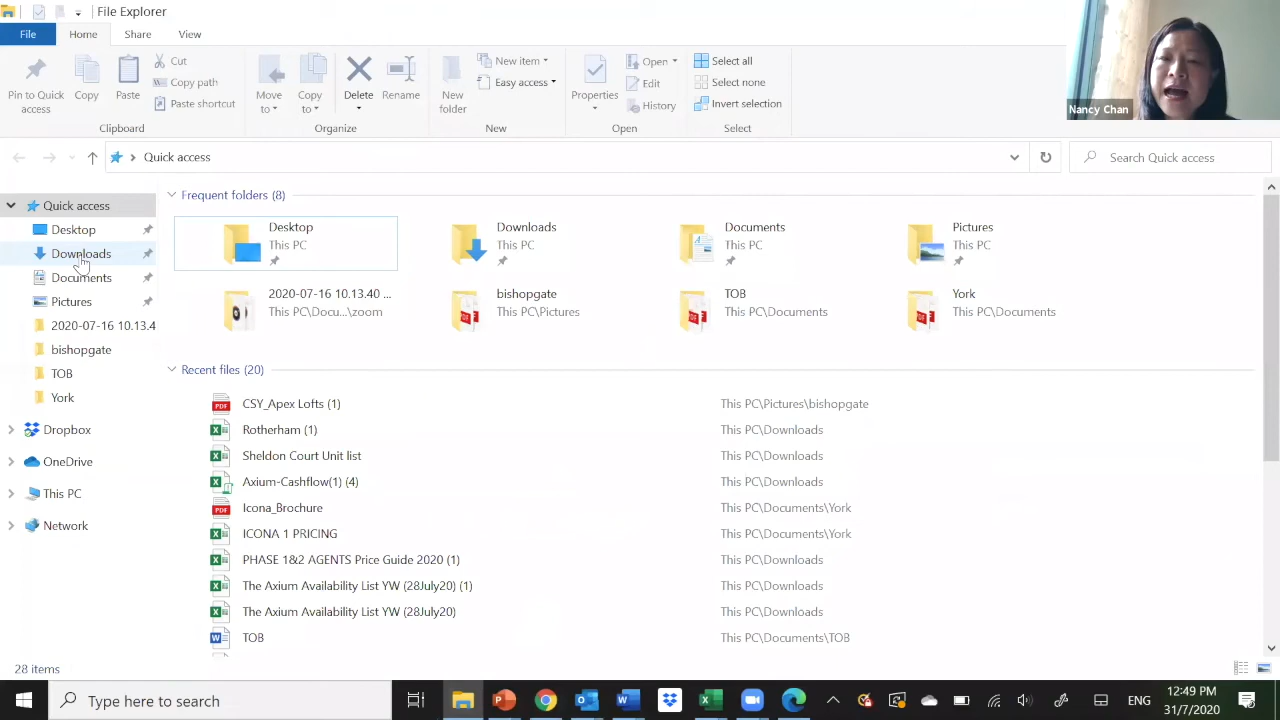 File Explorer
File
Home
Share
View
Pin to Quick access
Copy
Paste
Cut
Copy path
Paste shortcut
Clipboard
Move to
Copy to
Delete
Rename
Organize
New folder
New item
Easy access
New
Properties
Open
Edit
History
Open
Select all
Select none
Invert selection
Select
Nancy Chan
Quick access
Search Quick access
Quick access
Desktop
Downloads
Documents
Pictures
2020-07-16 10.13.4
bishopgate
TOB
York
Dropbox
OneDrive
This PC
Network
Frequent folders (8)
Desktop
This PC
Downloads
This PC
Documents
This PC
Pictures
This PC
2020-07-16 10.13.40 ...
This PC\Docu...\zoom
bishopgate
This PC\Pictures
TOB
This PC\Documents
York
This PC\Documents
Recent files (20)
CSY_Apex Lofts (1) This PC\Pictures\bishopgate
Rotherham (1) This PC\Downloads
Sheldon Court Unit list This PC\Downloads
Axium-Cashflow(1) (4) This PC\Downloads
Icona_Brochure This PC\Documents\York
ICONA 1 PRICING This PC\Documents\York
PHASE 1&2 AGENTS Price Guide 2020 (1) This PC\Downloads
The Axium Availability List YW (28July20) (1) This PC\Downloads
The Axium Availability List YW (28July20) This PC\Downloads
TOB This PC\Documents\TOB
28 items
Type here to search
ENG
12:49 PM
31/7/2020